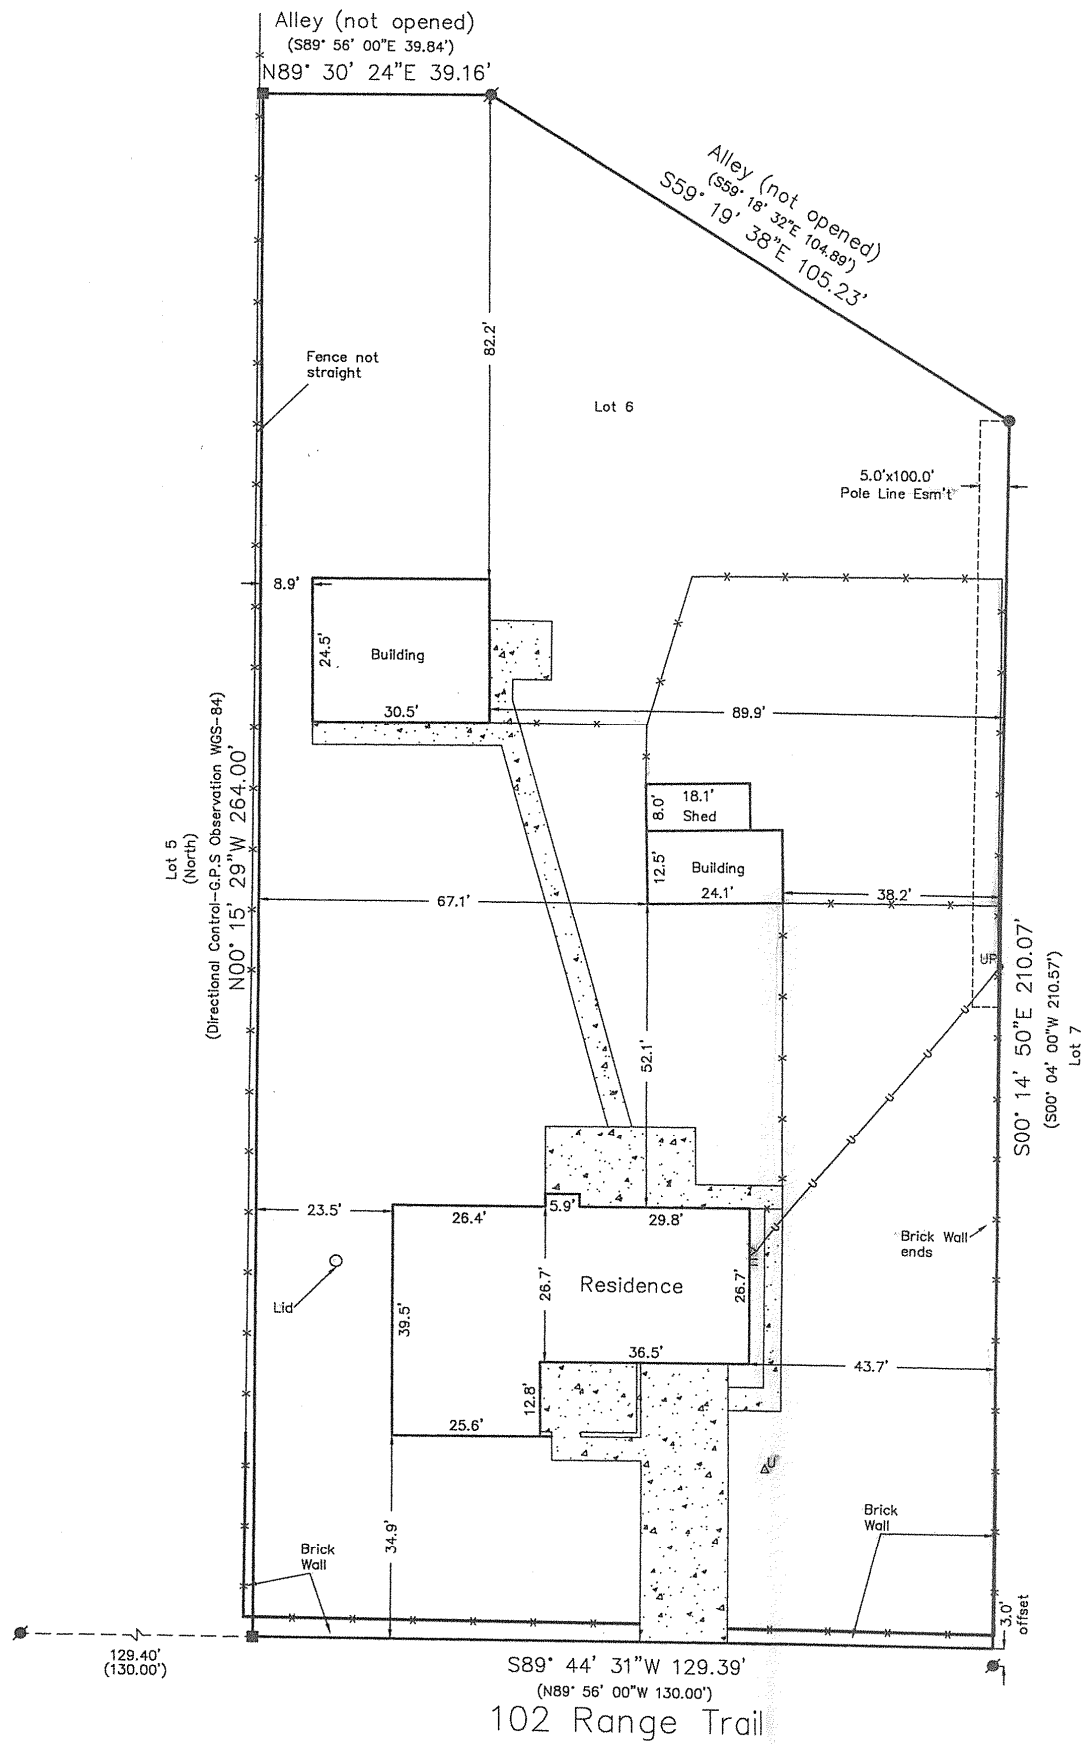 Alley (not opened)
(S89° 56' 00"E 39.84')
N89° 30' 24"E 39.16'
Alley (not opened)
(S59° 18' 32"E 104.89')
S59° 19' 38"E 105.23'
82.2'
Fence not
straight
Lot 6
5.0'x100.0'
Pole Line Esm't
8.9'
24.5'
Building
30.5'
89.9'
8.0'
18.1'
Shed
12.5'
Building
24.1'
38.2'
67.1'
Lot 5
(North)
(Directional Control-G.P.S Observation WGS-84)
N00° 15' 29"W 264.00'
UP
S00° 14' 50"E 210.07'
(S00° 04' 00"W 210.57')
Lot 7
52.1'
23.5'
26.4'
5.9'
29.8'
Brick Wall
ends
Lid
39.5'
26.7'
Residence
26.7'
36.5'
43.7'
12.8'
25.6'
U
34.9'
Brick
Wall
Brick
Wall
3.0'
offset
129.40'
(130.00')
S89° 44' 31"W 129.39'
(N89° 56' 00"W 130.00')
102 Range Trail